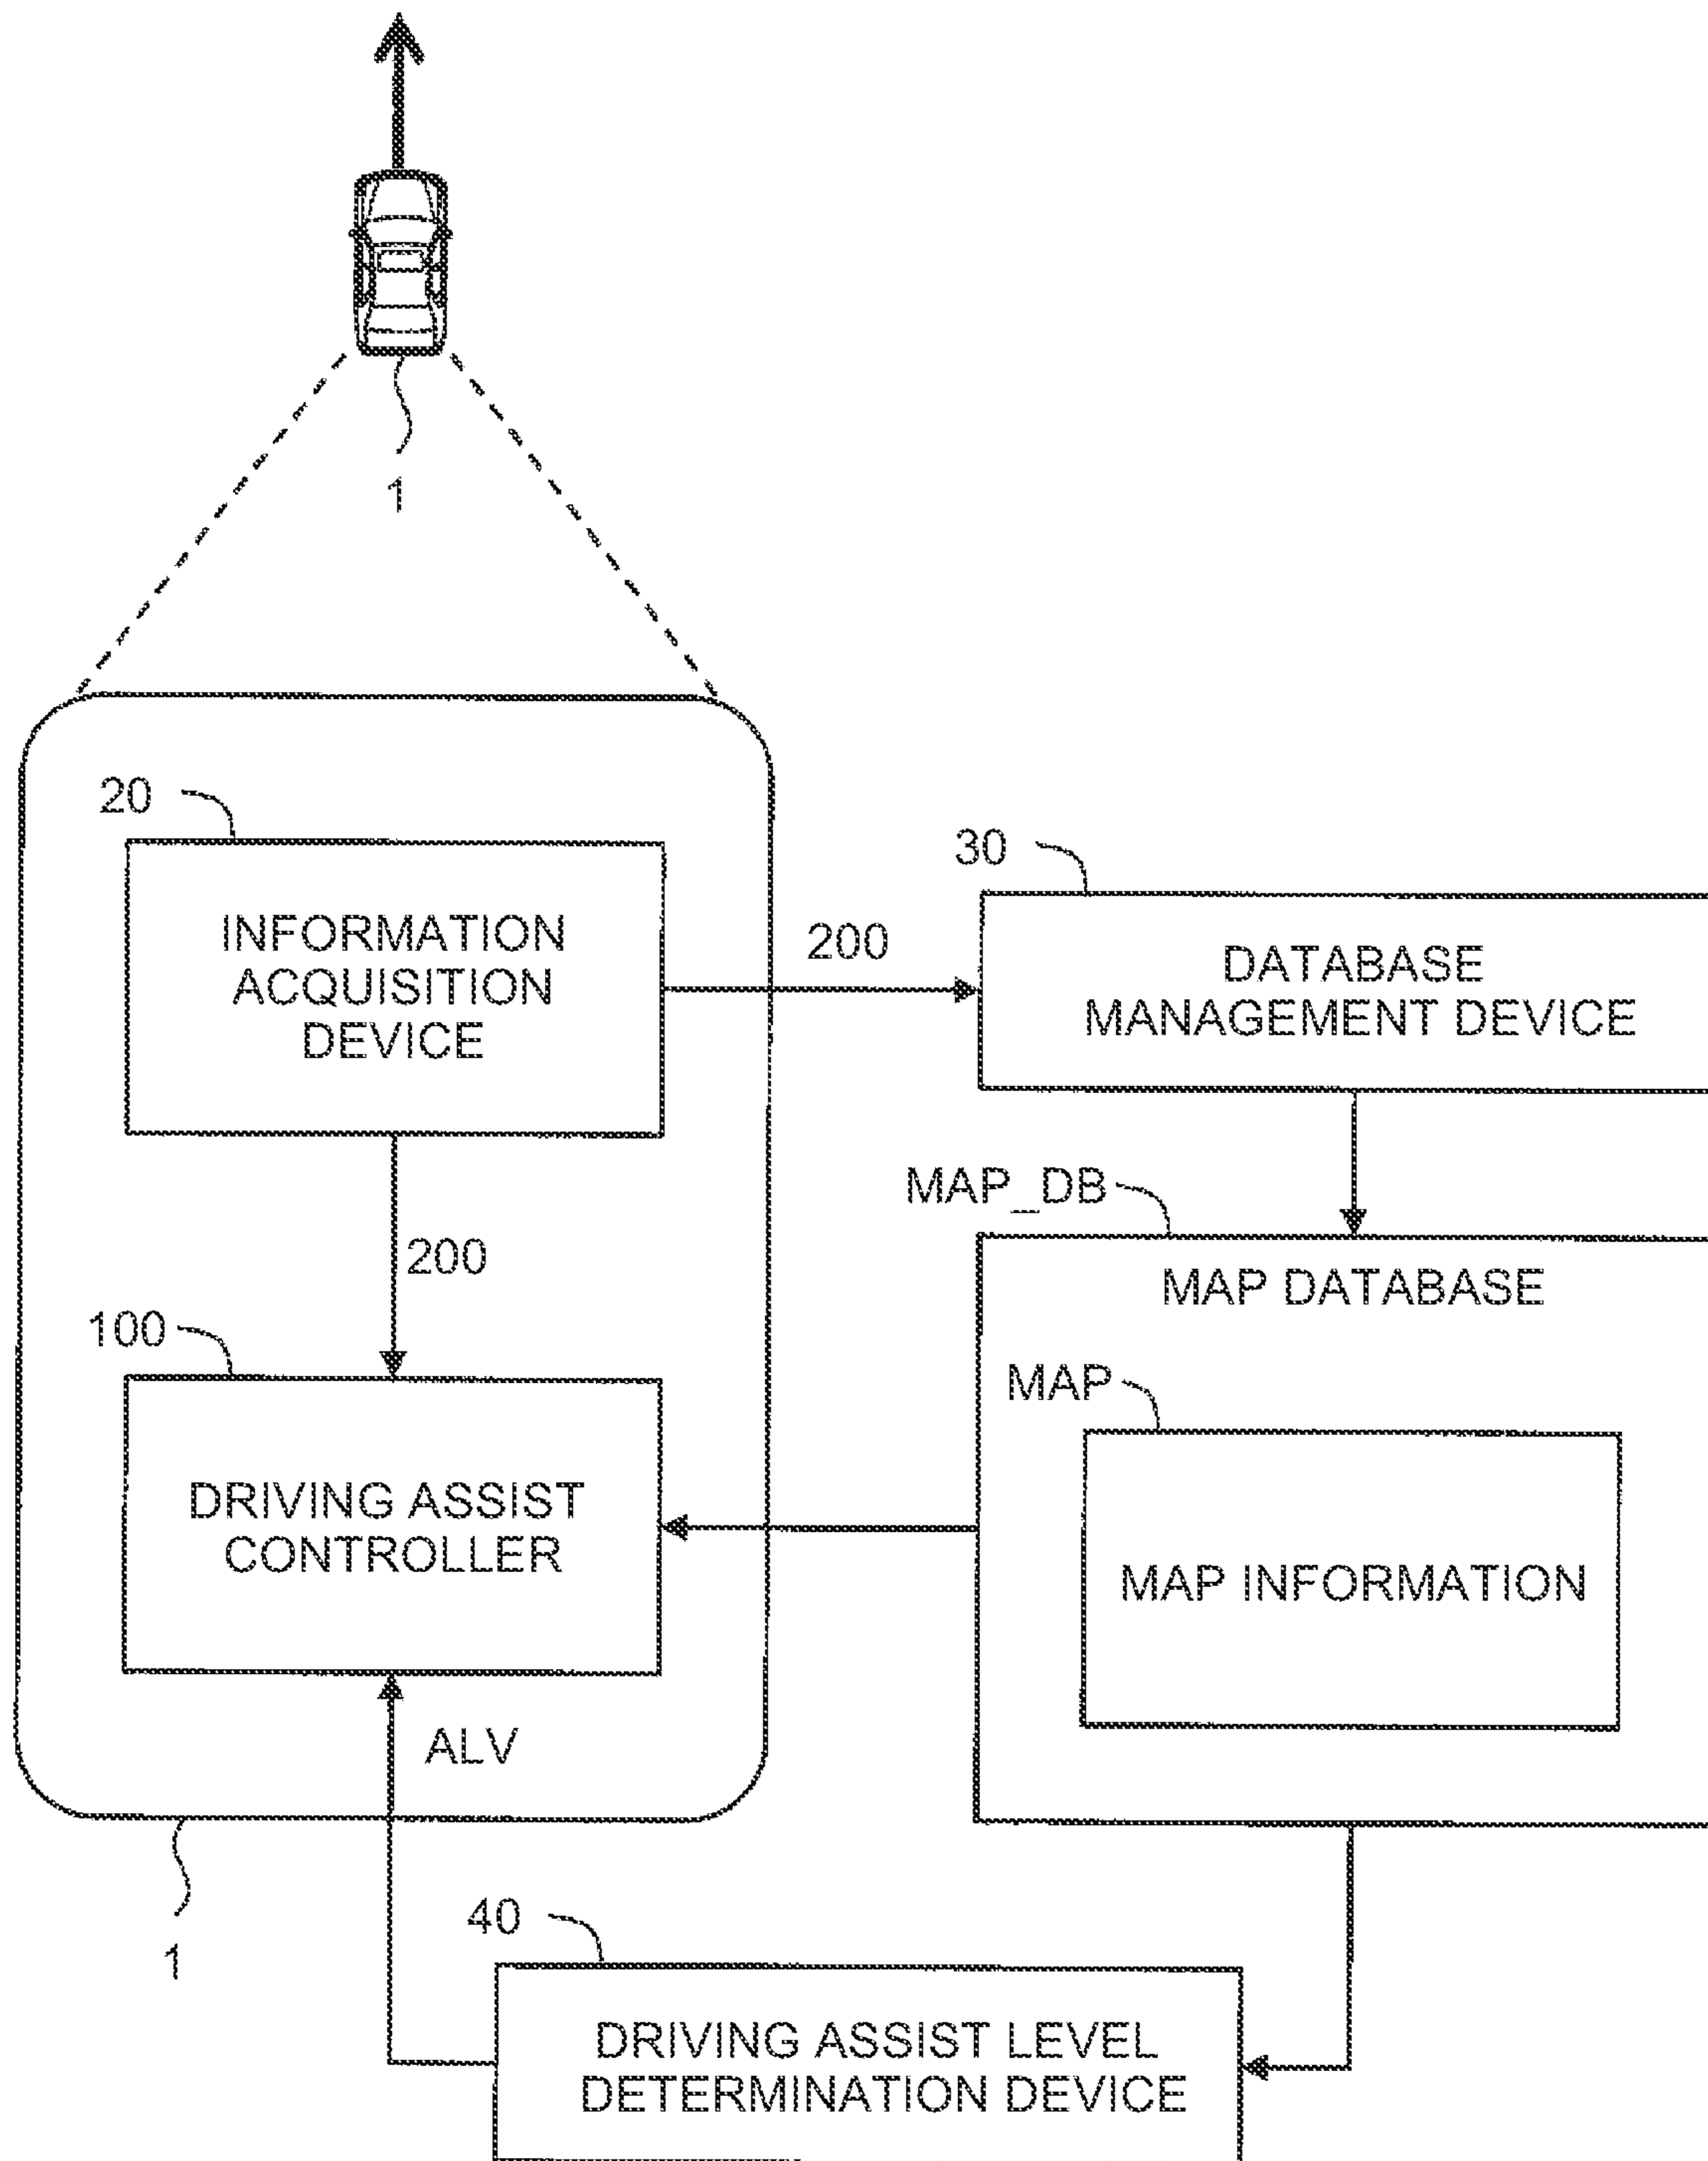 1
20
INFORMATION
ACQUISITION
DEVICE
200
30
DATABASE
MANAGEMENT DEVICE
200
MAP_DB
MAP DATABASE
MAP
MAP INFORMATION
100
DRIVING ASSIST
CONTROLLER
ALV
1
40
DRIVING ASSIST LEVEL
DETERMINATION DEVICE